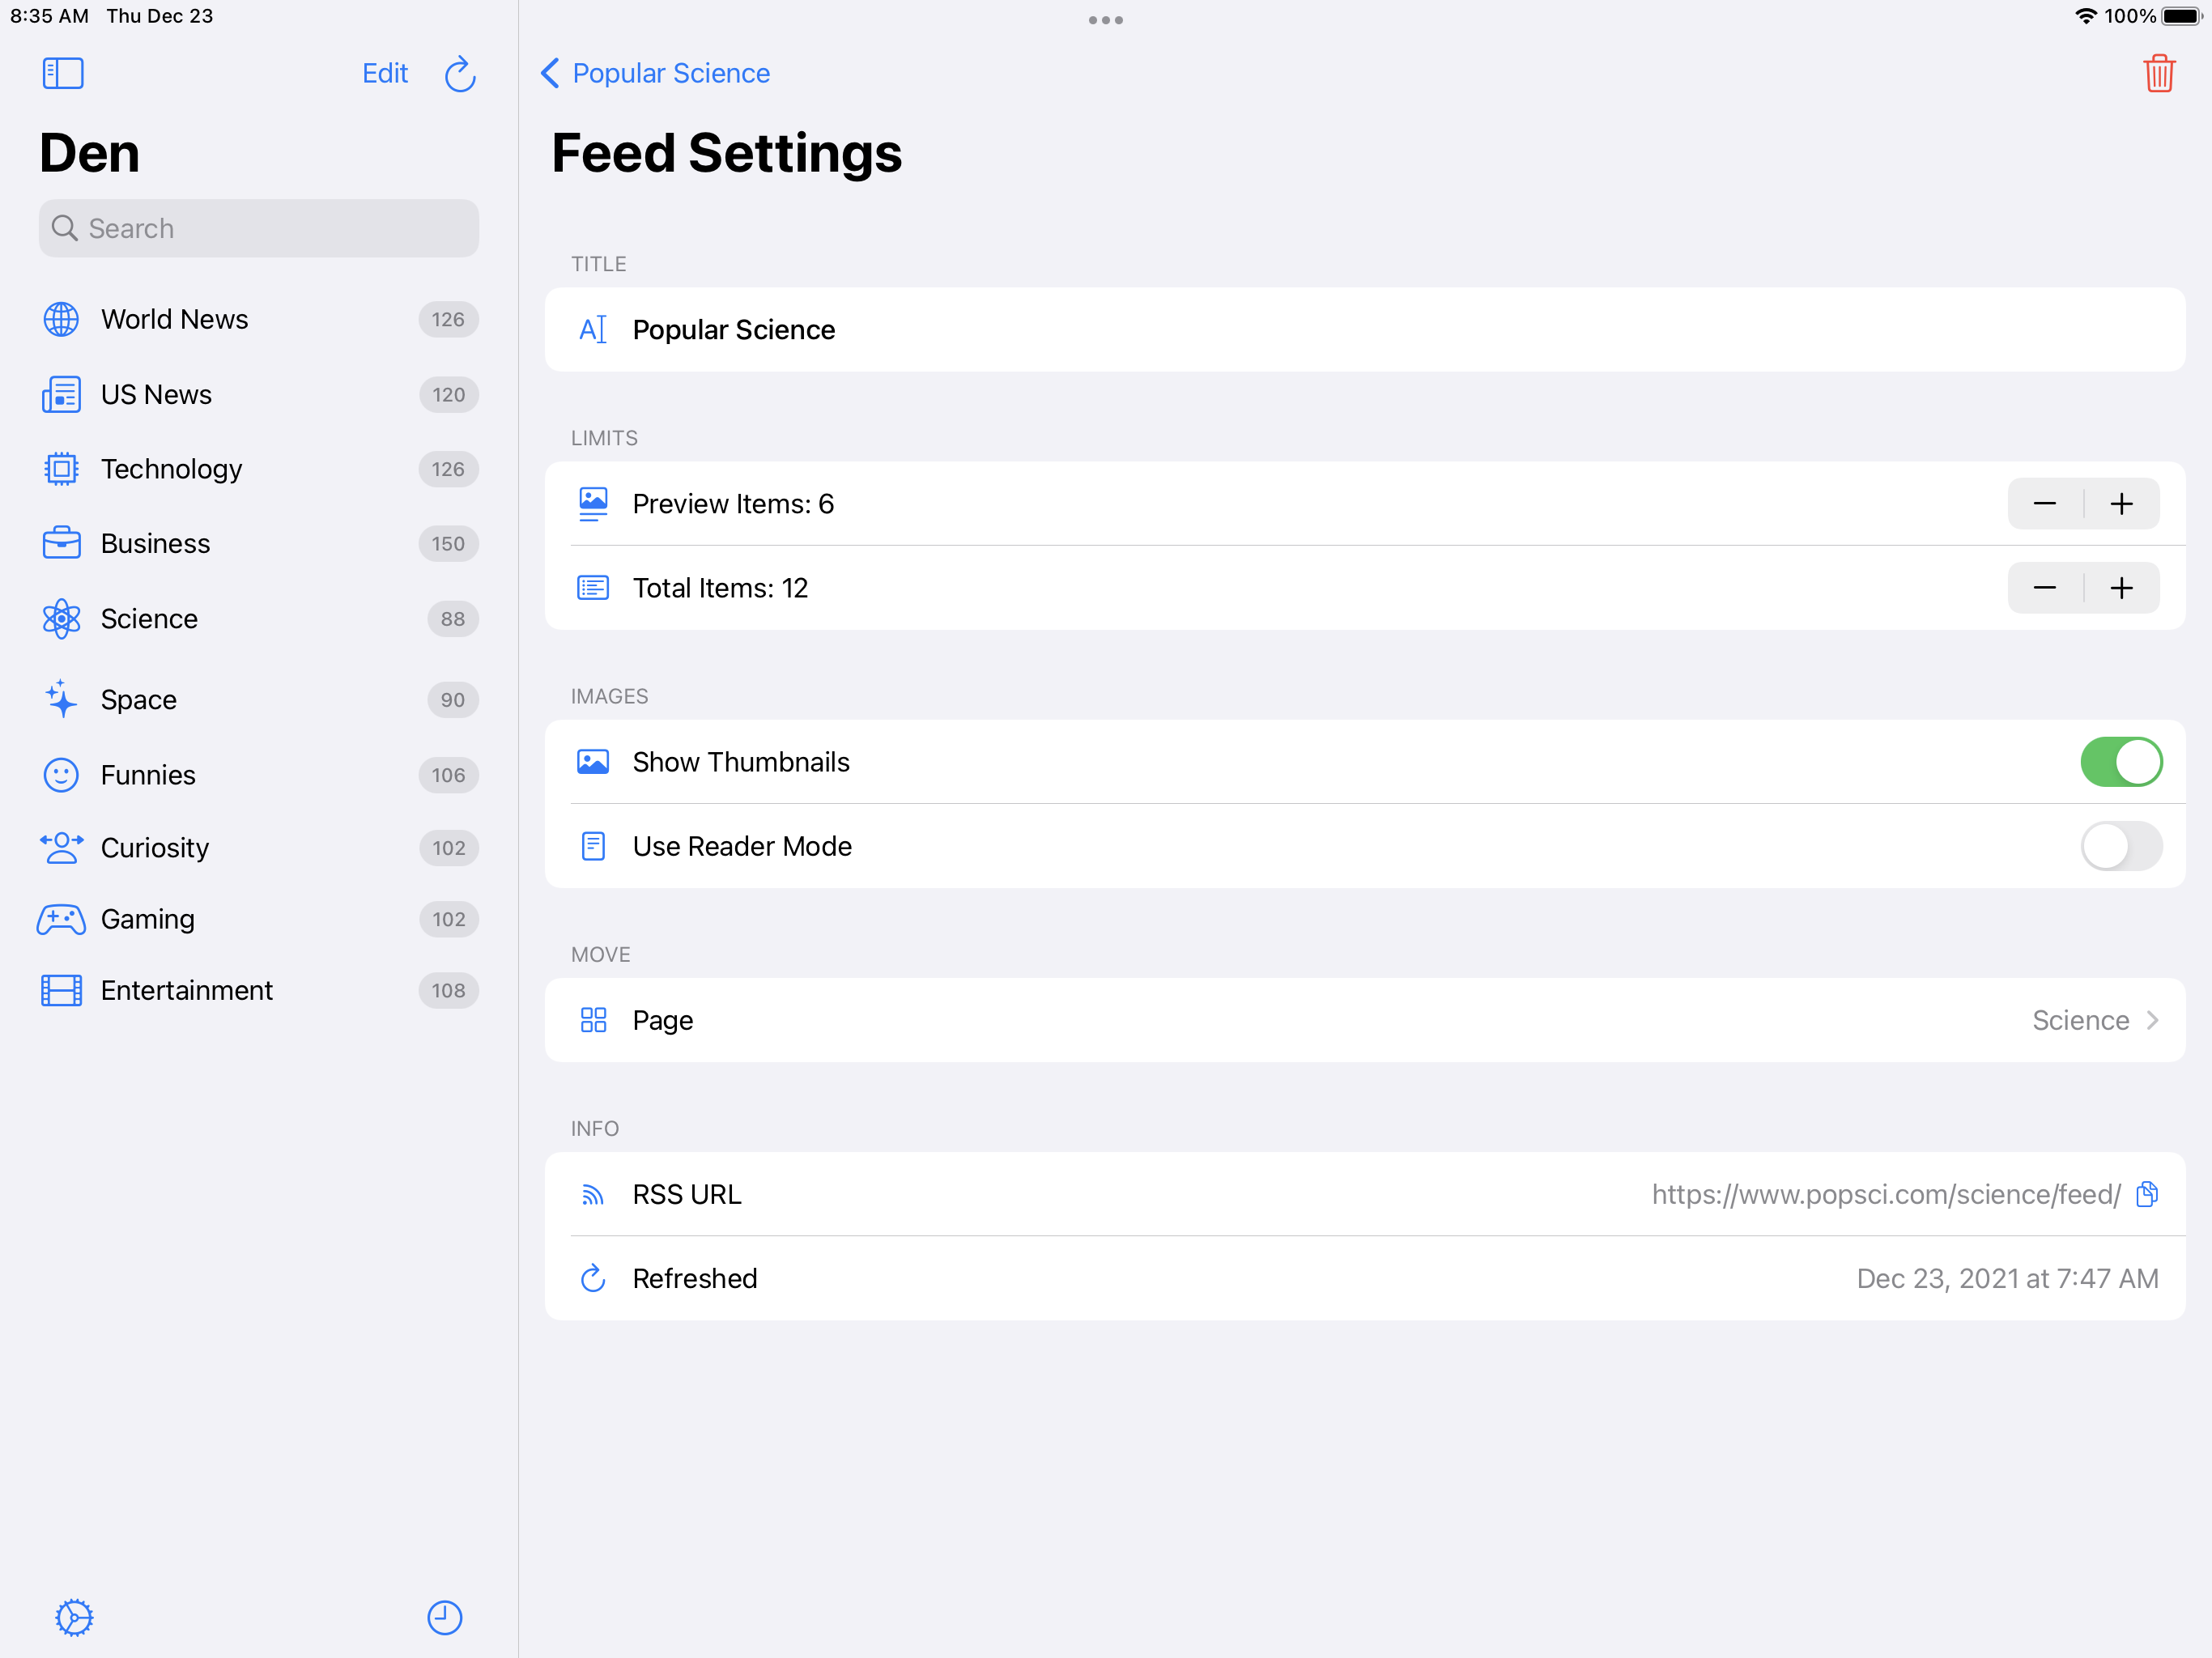 8:35 AM Thu Dec 23
100%
Edit
Den
Search
World News 126
US News 120
Technology 126
Business 150
Science 88
Space 90
Funnies 106
Curiosity 102
Gaming 102
Entertainment 108
Popular Science
Feed Settings
TITLE
Popular Science
LIMITS
Preview Items: 6
Total Items: 12
IMAGES
Show Thumbnails
Use Reader Mode
MOVE
Page Science
INFO
RSS URL https://www.popsci.com/science/feed/
Refreshed Dec 23, 2021 at 7:47 AM